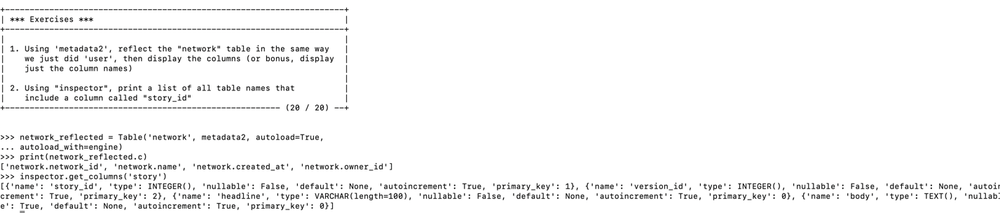 +---------------------------------------------------------------------+
| *** Exercises ***                                                   |
+---------------------------------------------------------------------+
|                                                                     |
| 1. Using 'metadata2', reflect the "network" table in the same way   |
|    we just did 'user', then display the columns (or bonus, display  |
|    just the column names)                                           |
|                                                                     |
| 2. Using "inspector", print a list of all table names that          |
|    include a column called "story_id"                               |
+-------------------------------------------------------- (20 / 20) --+
>>> network_reflected = Table('network', metadata2, autoload=True,
... autoload_with=engine)
>>> print(network_reflected.c)
['network.network_id', 'network.name', 'network.created_at', 'network.owner_id']
>>> inspector.get_columns('story')
[{'name': 'story_id', 'type': INTEGER(), 'nullable': False, 'default': None, 'autoincrement': True, 'primary_key': 1}, {'name': 'version_id', 'type': INTEGER(), 'nullable': False, 'default': None, 'autoin
crement': True, 'primary_key': 2}, {'name': 'headline', 'type': VARCHAR(length=100), 'nullable': False, 'default': None, 'autoincrement': True, 'primary_key': 0}, {'name': 'body', 'type': TEXT(), 'nullabl
e': True, 'default': None, 'autoincrement': True, 'primary_key': 0}]